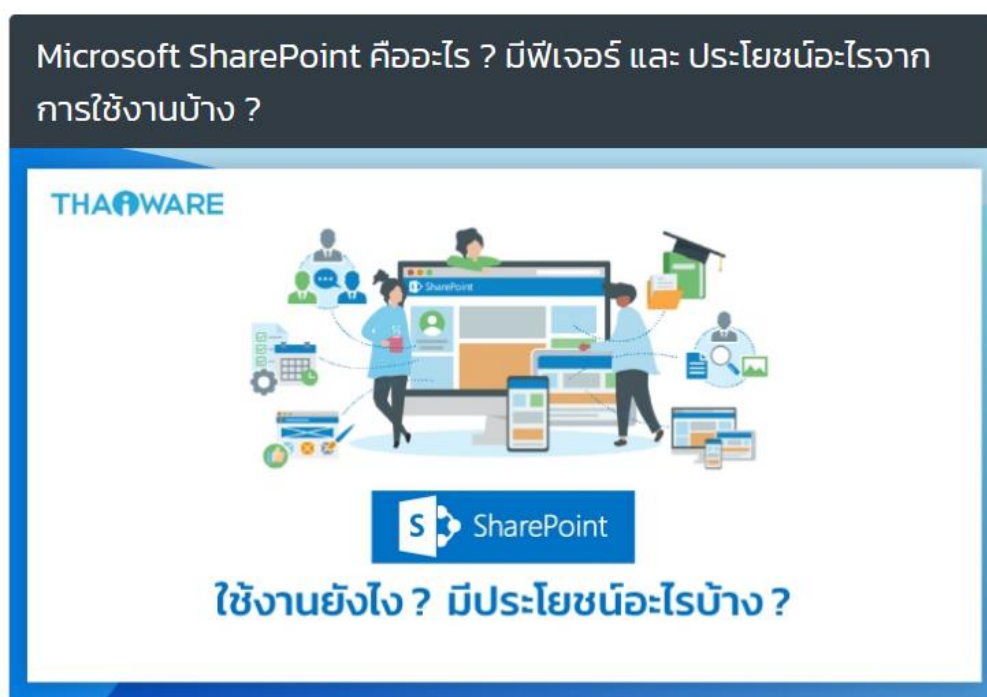 Microsoft SharePoint คืออะไร ? มีฟีเจอร์ และ ประโยชน์อะไรจาก
การใช้งานบ้าง ?
THAiWARE
SharePoint
S SharePoint
ใช้งานยังไง ? มีประโยชน์อะไรบ้าง ?